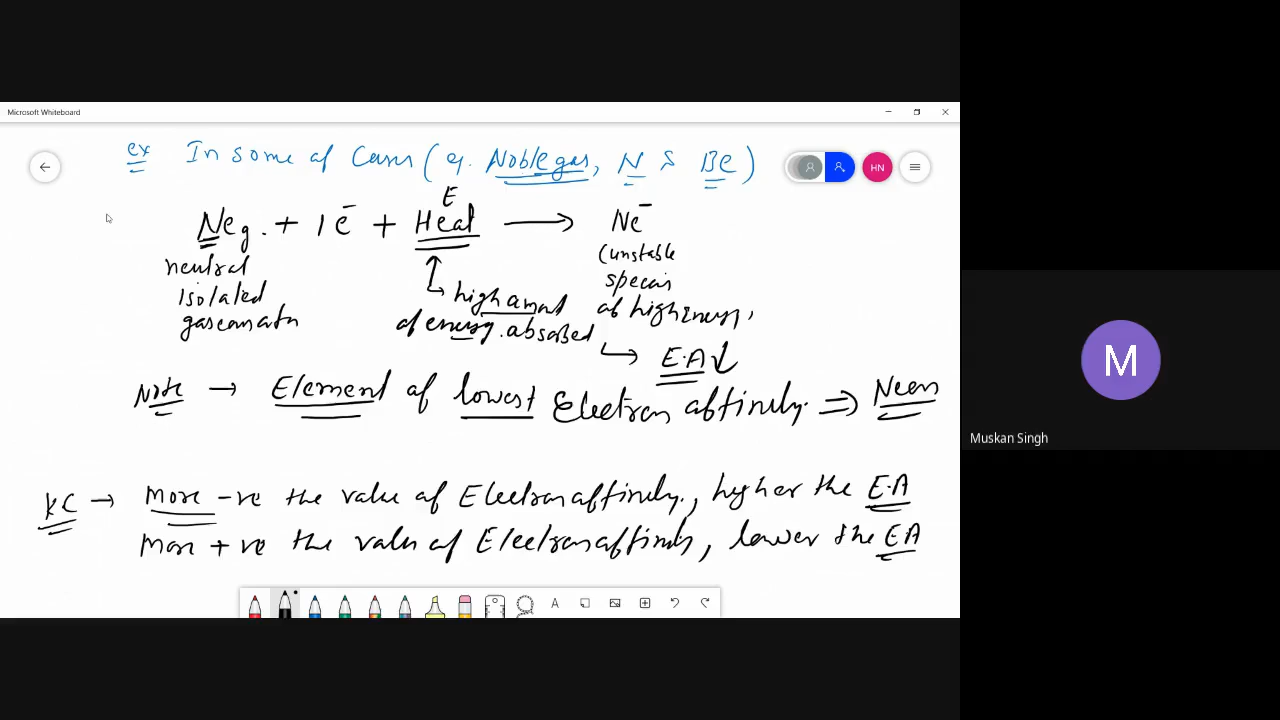 Microsoft Whiteboard
ex In some of Cases (eg. Noble gas, N & Be)
HN
Ne g. + 1 e⁻ + Heat E → Ne⁻
neutral isolated gaseous atom
high amount of energy absorbed
(unstable species of high Energy,
→ E.A ↓
Note → Element of lowest Electron affinity. ⇒ Neon
KC → More -ve the value of Electron affinity, higher the E.A
More +ve the value of Electron affinity, lower the EA
A
M
Muskan Singh